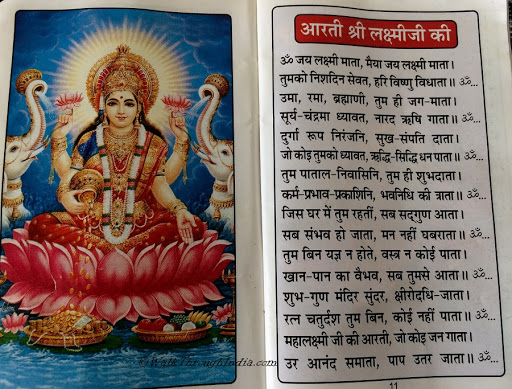 आरती श्री लक्ष्मीजी की
ॐ जय लक्ष्मी माता, मैया जय लक्ष्मी माता।
तुमको निशदिन सेवत, हरि विष्णु विधाता॥ ॐ...
उमा, रमा, ब्रह्माणी, तुम ही जग-माता।
सूर्य-चंद्रमा ध्यावत, नारद ऋषि गाता॥ ॐ...
दुर्गा रूप निरंजनि, सुख-संपति दाता।
जो कोइ तुमको ध्यावत, ऋद्धि-सिद्धि धन पाता॥ ॐ...
तुम पाताल-निवासिनि, तुम ही शुभदाता।
कर्म-प्रभाव-प्रकाशिनि, भवनिधि की त्राता॥ ॐ...
जिस घर में तुम रहतीं, सब सद्गुण आता।
सब संभव हो जाता, मन नहीं घबराता॥ ॐ...
तुम बिन यज्ञ न होते, वस्त्र न कोई पाता।
खान-पान का वैभव, सब तुमसे आता॥ ॐ...
शुभ-गुण मंदिर सुंदर, क्षीरोदधि-जाता।
रत्न चतुर्दश तुम बिन, कोई नहीं पाता॥ ॐ...
महालक्ष्मी जी की आरती, जो कोइ जन गाता।
उर आनंद समाता, पाप उतर जाता॥ ॐ...
11
© WalkThroughIndia.com